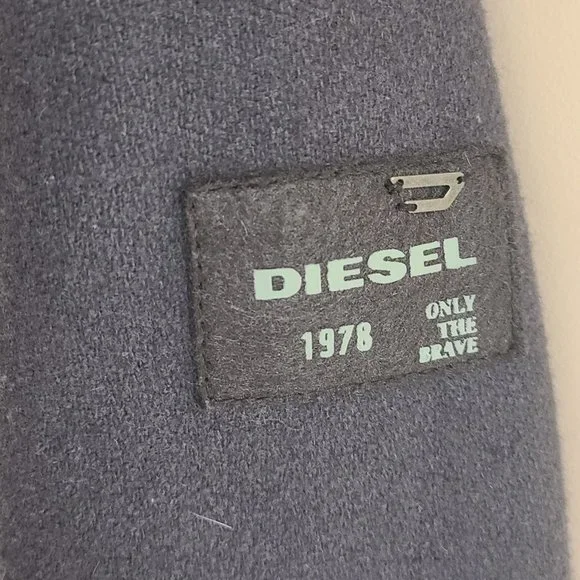 DIESEL
1978
ONLY
THE
BRAVE